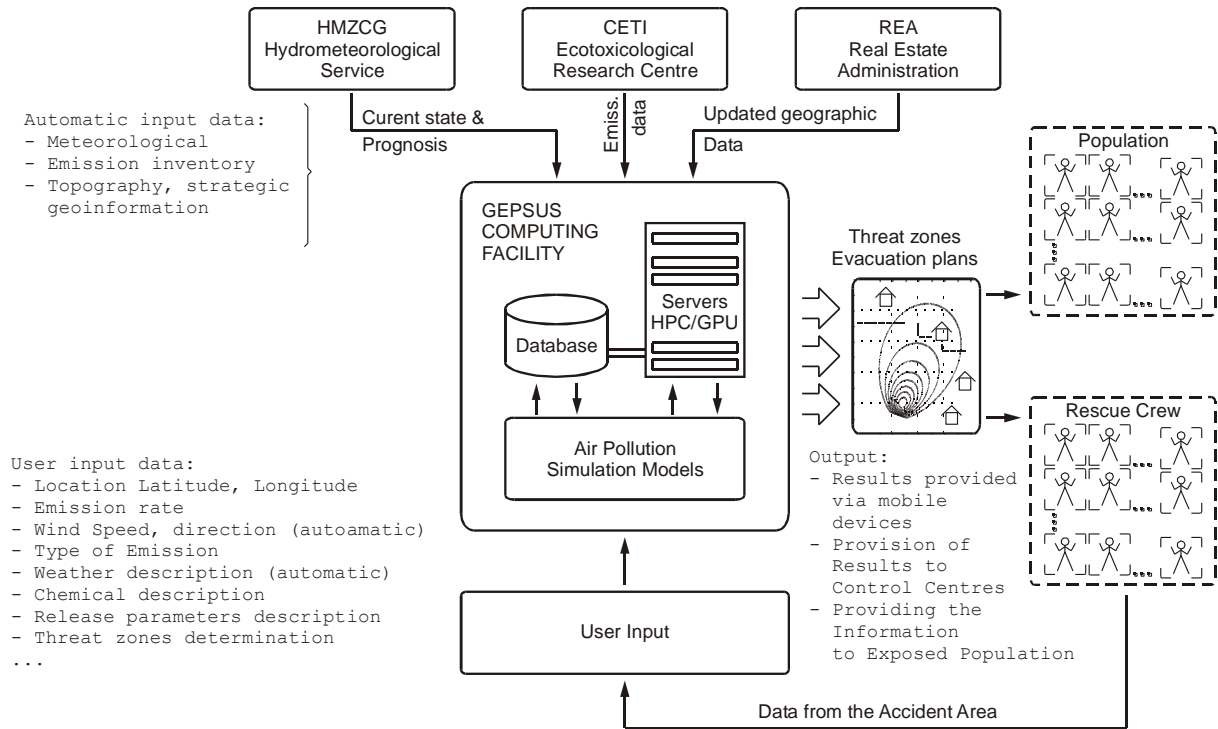 HMZCG
Hydrometeorological
Service
CETI
Ecotoxicological
Research Centre
REA
Real Estate
Administration
Automatic input data:
- Meteorological
- Emission inventory
- Topography, strategic
geoinformation
Curent state &
Prognosis
Emiss.
data
Updated geographic
Data
GEPSUS
COMPUTING
FACILITY
Servers
HPC/GPU
Database
Air Pollution
Simulation Models
Threat zones
Evacuation plans
Population
Rescue Crew
User input data:
- Location Latitude, Longitude
- Emission rate
- Wind Speed, direction (autoamatic)
- Type of Emission
- Weather description (automatic)
- Chemical description
- Release parameters description
- Threat zones determination
...
Output:
- Results provided
via mobile
devices
- Provision of
Results to
Control Centres
- Providing the
Information
to Exposed Population
User Input
Data from the Accident Area